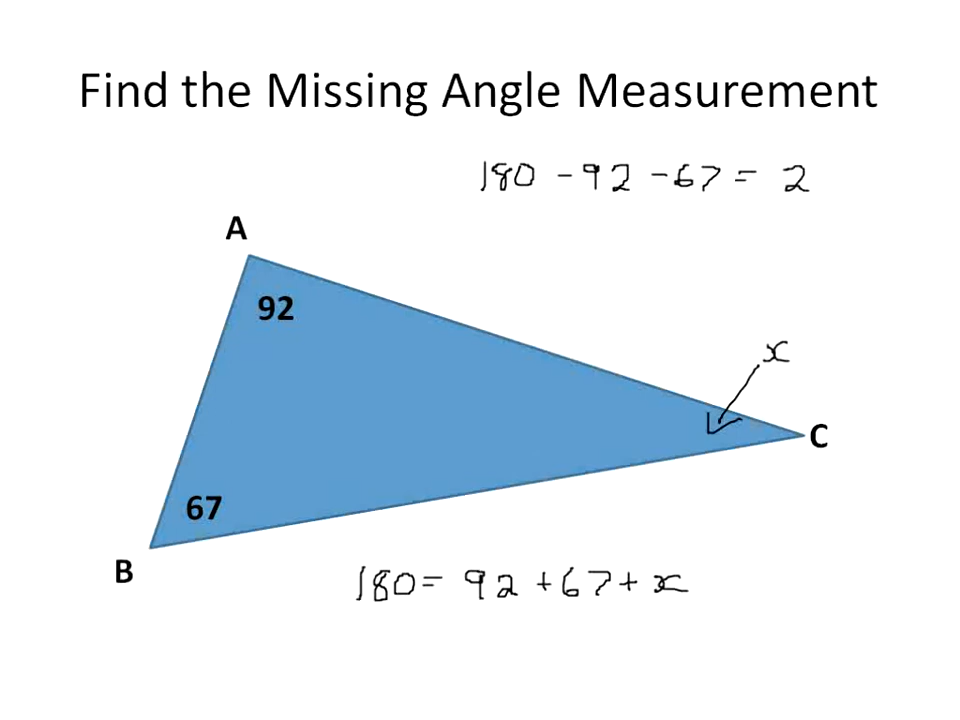 Find the Missing Angle Measurement
180 - 92 - 67 = 2
A
92
x
C
67
B
180 = 92 + 67 + x